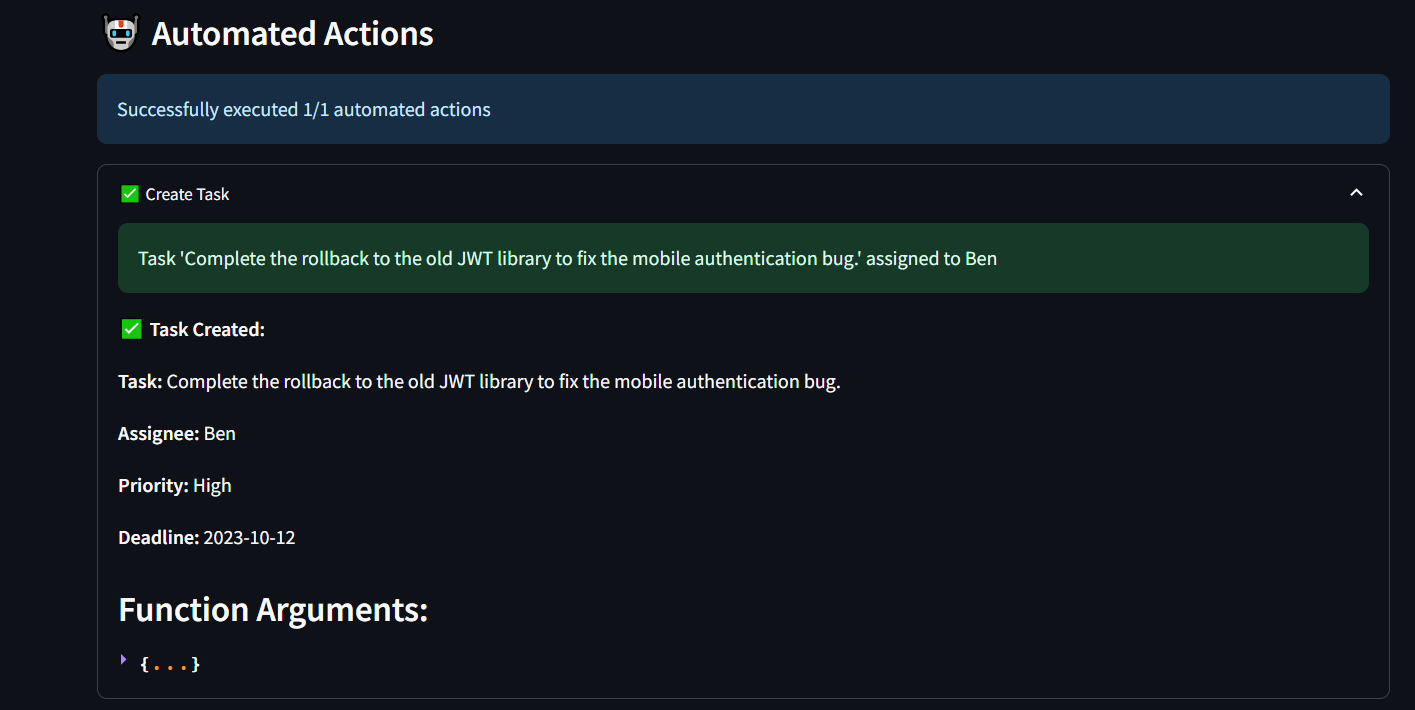 Automated Actions
Successfully executed 1/1 automated actions
Create Task
Task 'Complete the rollback to the old JWT library to fix the mobile authentication bug.' assigned to Ben
Task Created:
Task: Complete the rollback to the old JWT library to fix the mobile authentication bug.
Assignee: Ben
Priority: High
Deadline: 2023-10-12
Function Arguments:
{...}